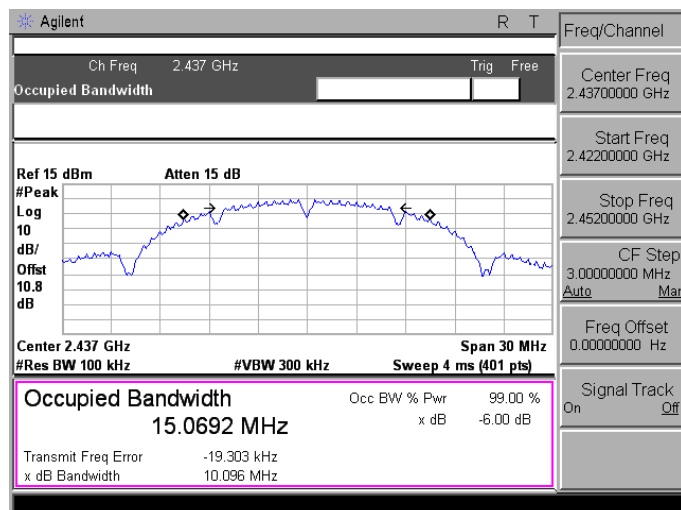 Agilent
R T
Ch Freq 2.437 GHz
Trig Free
Occupied Bandwidth
Ref 15 dBm
Atten 15 dB
#Peak
Log
10
dB/
Offst
10.8
dB
Center 2.437 GHz
Span 30 MHz
#Res BW 100 kHz
#VBW 300 kHz
Sweep 4 ms (401 pts)
Occupied Bandwidth
15.0692 MHz
Occ BW % Pwr 99.00 %
x dB -6.00 dB
Transmit Freq Error -19.303 kHz
x dB Bandwidth 10.096 MHz
Freq/Channel
Center Freq
2.43700000 GHz
Start Freq
2.42200000 GHz
Stop Freq
2.45200000 GHz
CF Step
3.00000000 MHz
Auto Mar
Freq Offset
0.00000000 Hz
Signal Track
On Off